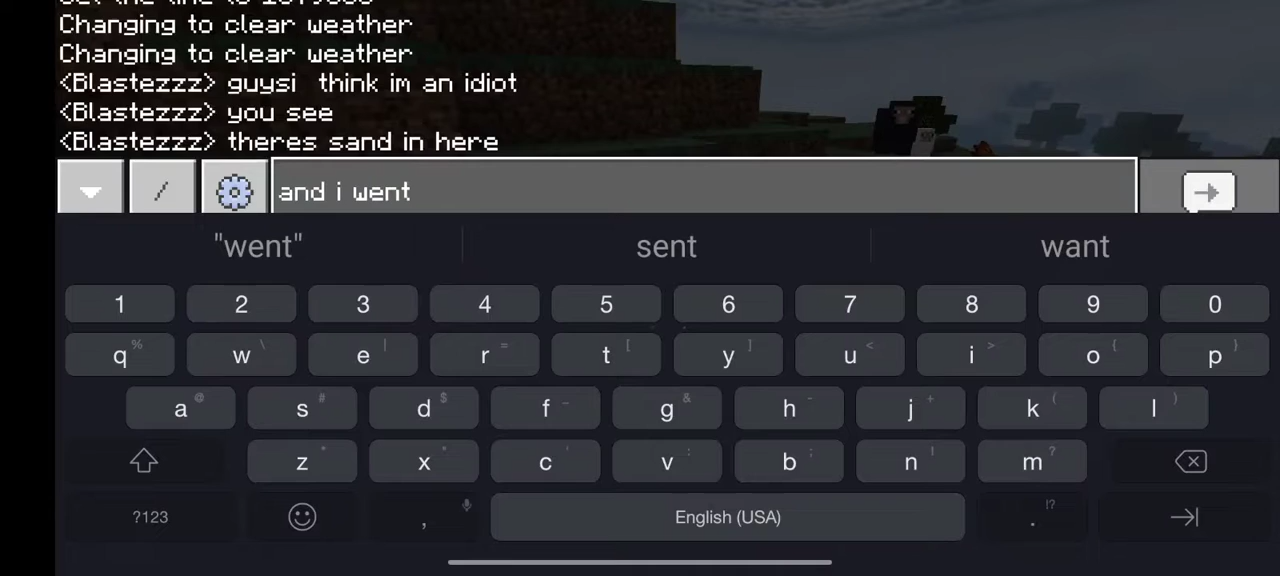 Changing to clear weather
Changing to clear weather
<Blastezzz> guysi  think im an idiot
<Blastezzz> you see
<Blastezzz> theres sand in here
/ and i went
"went" sent want
1 2 3 4 5 6 7 8 9 0
q % w \ e | r = t [ y ] u < i > o { p }
a @ s # d $ f _ g & h - j + k ( l )
z x c ' v : b ; n ! m ?
?123 , English (USA) . !?